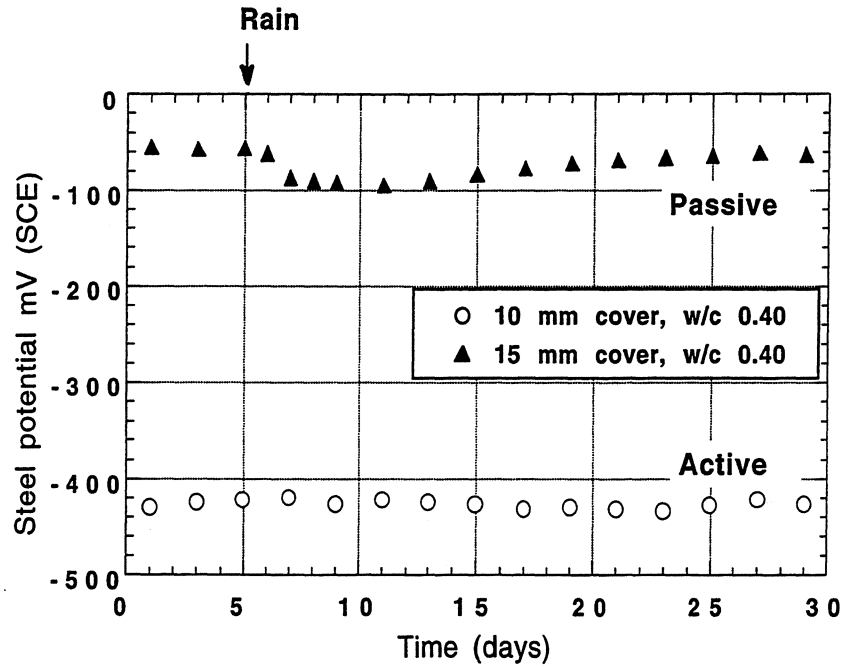 Rain
0
-100
-200
-300
-400
-500
Steel potential mV (SCE)
Passive
10 mm cover, w/c 0.40
15 mm cover, w/c 0.40
Active
0 5 10 15 20 25 30
Time (days)